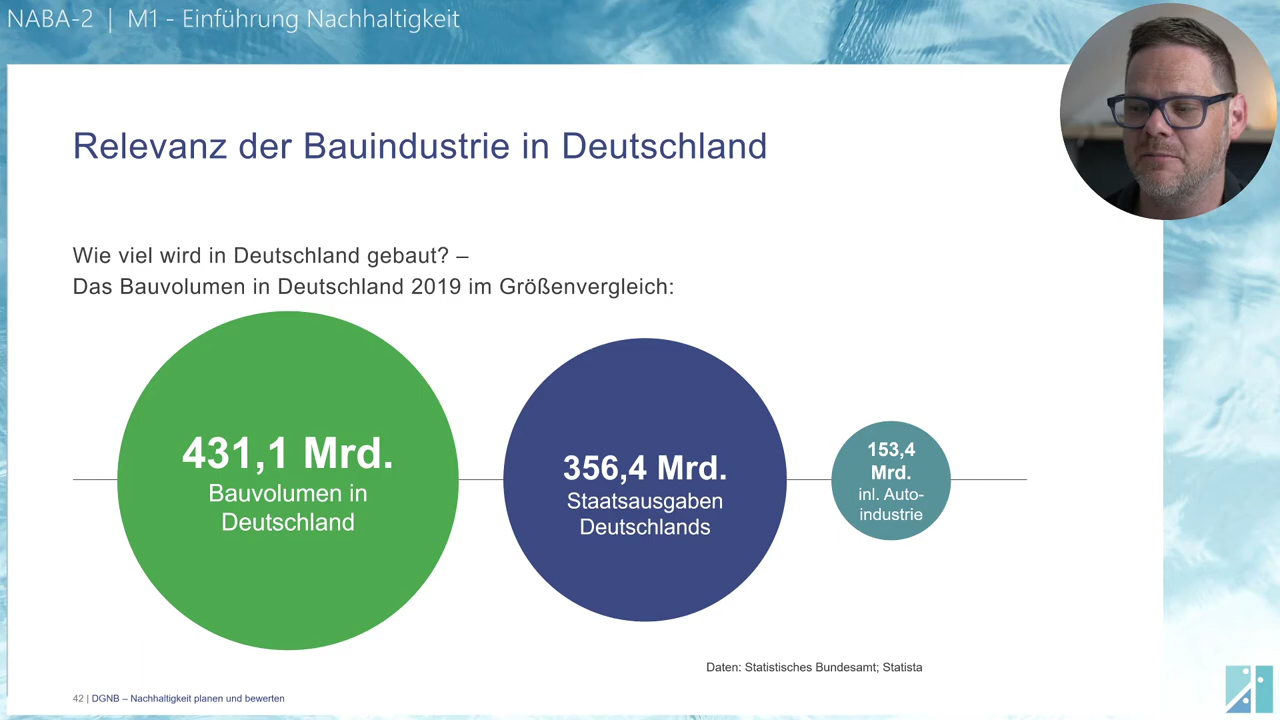 NABA-2 | M1 - Einführung Nachhaltigkeit
Relevanz der Bauindustrie in Deutschland
Wie viel wird in Deutschland gebaut? –
Das Bauvolumen in Deutschland 2019 im Größenvergleich:
431,1 Mrd.
Bauvolumen in
Deutschland
356,4 Mrd.
Staatsausgaben
Deutschlands
153,4
Mrd.
inl. Auto-
industrie
Daten: Statistisches Bundesamt; Statista
42 | DGNB – Nachhaltigkeit planen und bewerten